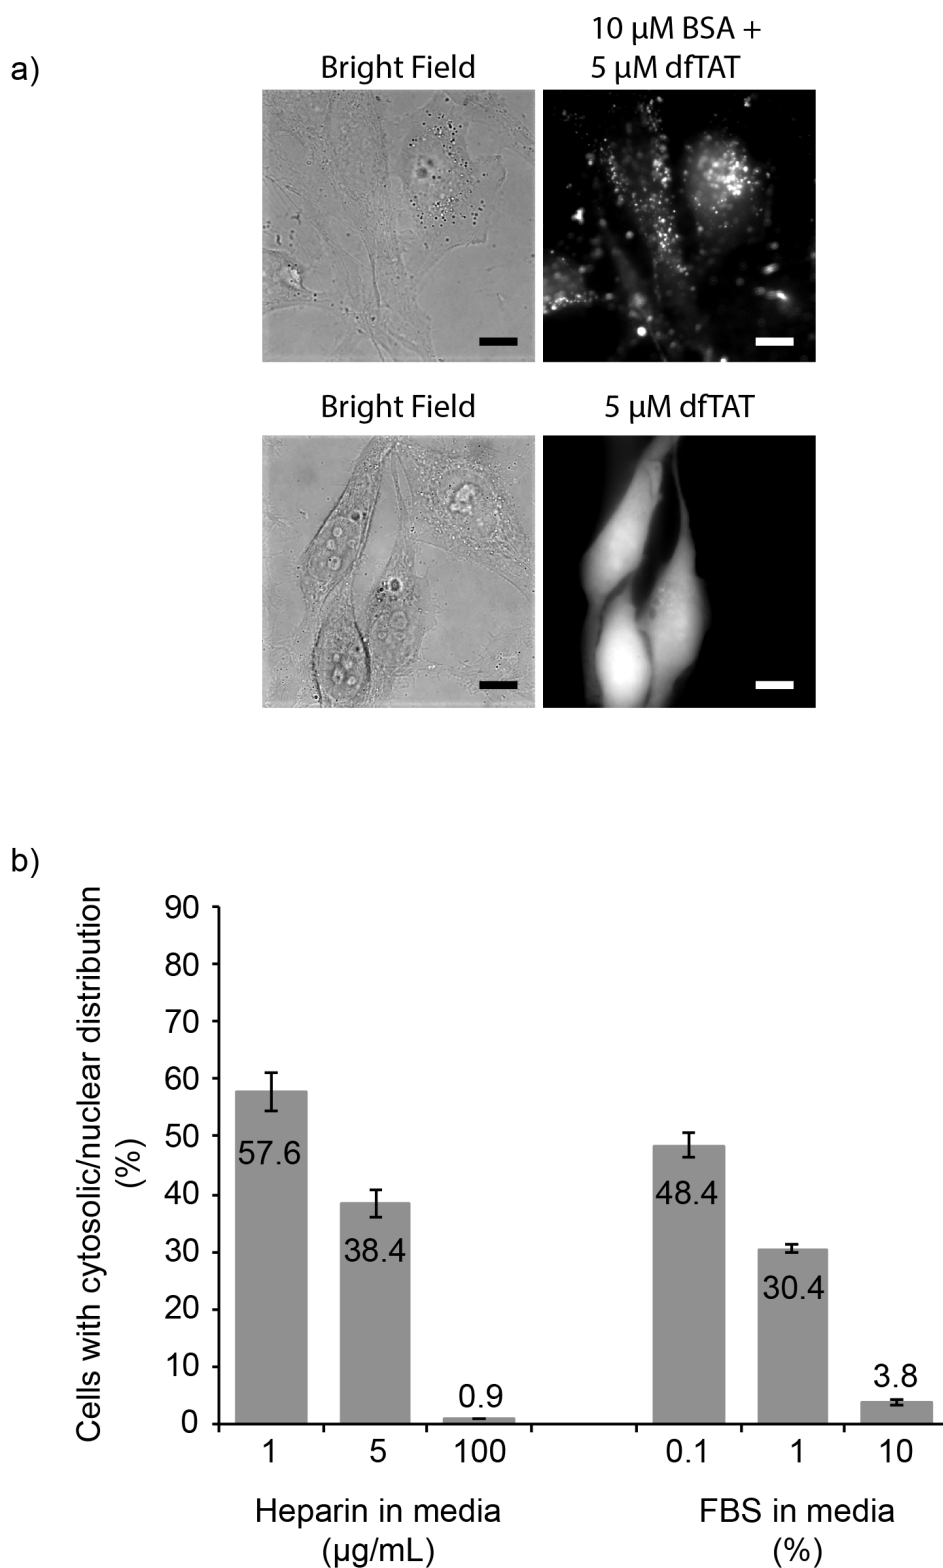 a)
Bright Field
10 µM BSA +
5 µM dfTAT
Bright Field
5 µM dfTAT
b)
Cells with cytosolic/nuclear distribution
(%)
90
80
70
60
50
40
30
20
10
0
57.6
38.4
0.9
48.4
30.4
3.8
1
5
100
0.1
1
10
Heparin in media
(µg/mL)
FBS in media
(%)